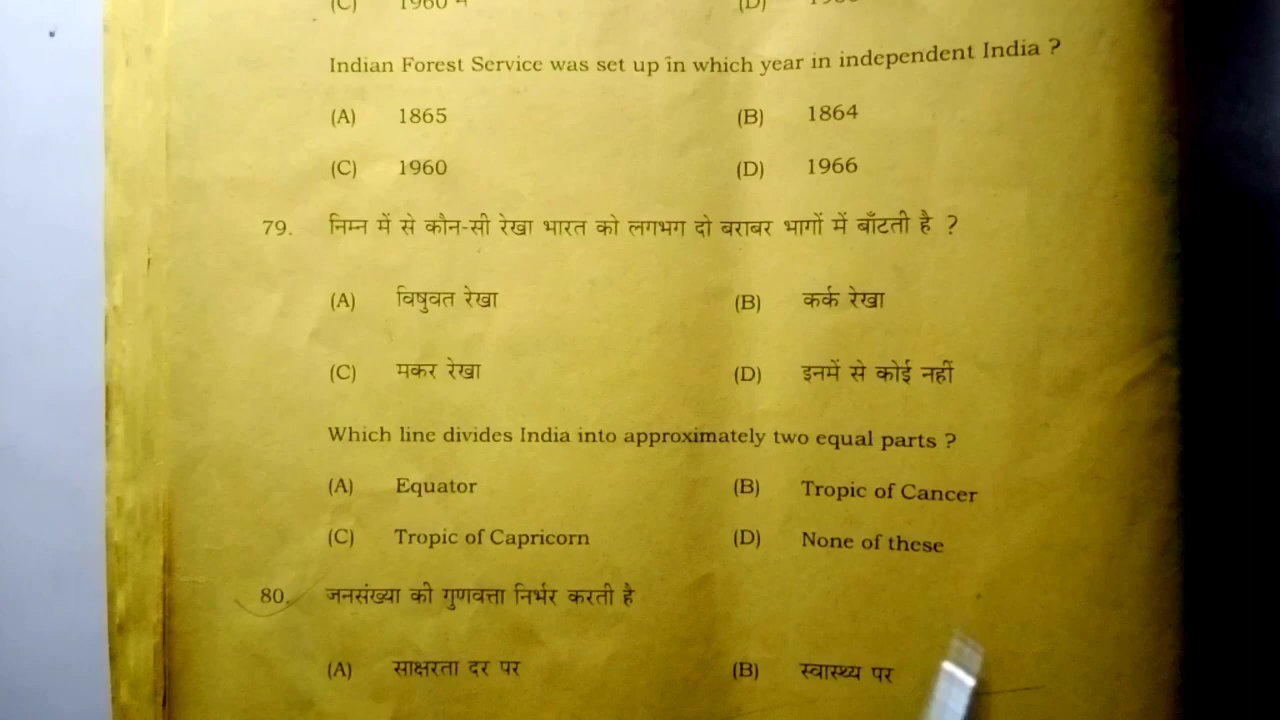 (C) 1960 में (D)
Indian Forest Service was set up in which year in independent India ?
(A) 1865 (B) 1864
(C) 1960 (D) 1966
79. निम्न में से कौन-सी रेखा भारत को लगभग दो बराबर भागों में बाँटती है ?
(A) विषुवत रेखा (B) कर्क रेखा
(C) मकर रेखा (D) इनमें से कोई नहीं
Which line divides India into approximately two equal parts ?
(A) Equator (B) Tropic of Cancer
(C) Tropic of Capricorn (D) None of these
80. जनसंख्या की गुणवत्ता निर्भर करती है
(A) साक्षरता दर पर (B) स्वास्थ्य पर